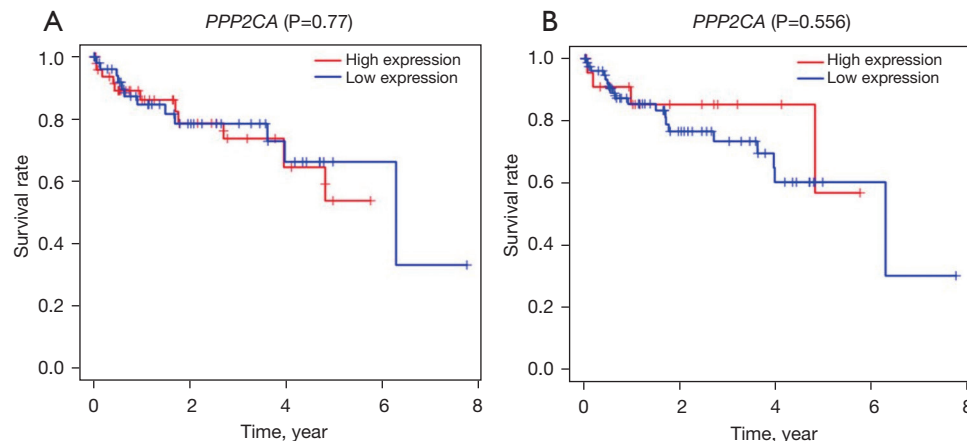 A
PPP2CA (P=0.77)
High expression
Low expression
1.0
0.8
0.6
0.4
0.2
0.0
Survival rate
0 2 4 6 8
Time, year
B
PPP2CA (P=0.556)
High expression
Low expression
1.0
0.8
0.6
0.4
0.2
0.0
Survival rate
0 2 4 6 8
Time, year